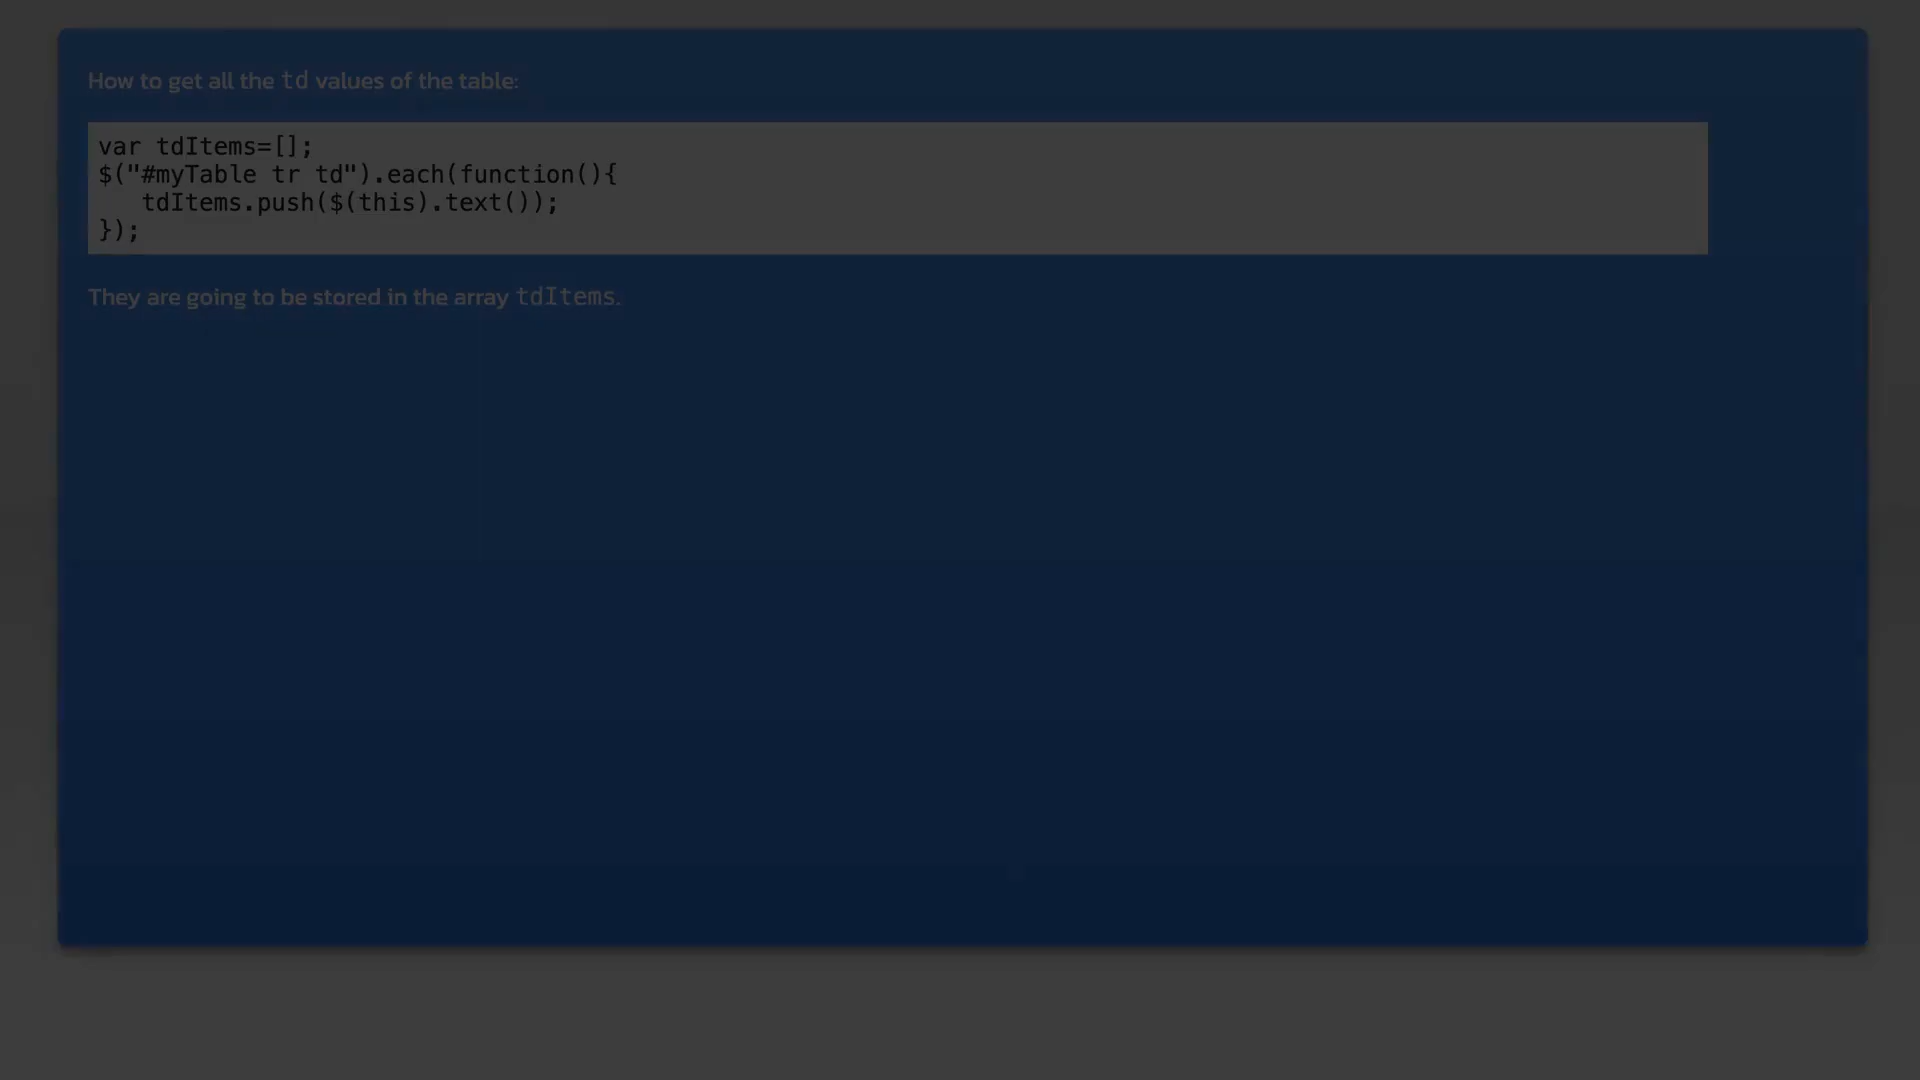 How to get all the td values of the table:
var tdItems=[];
$("#myTable tr td").each(function(){
   tdItems.push($(this).text());
});
They are going to be stored in the array tdItems.